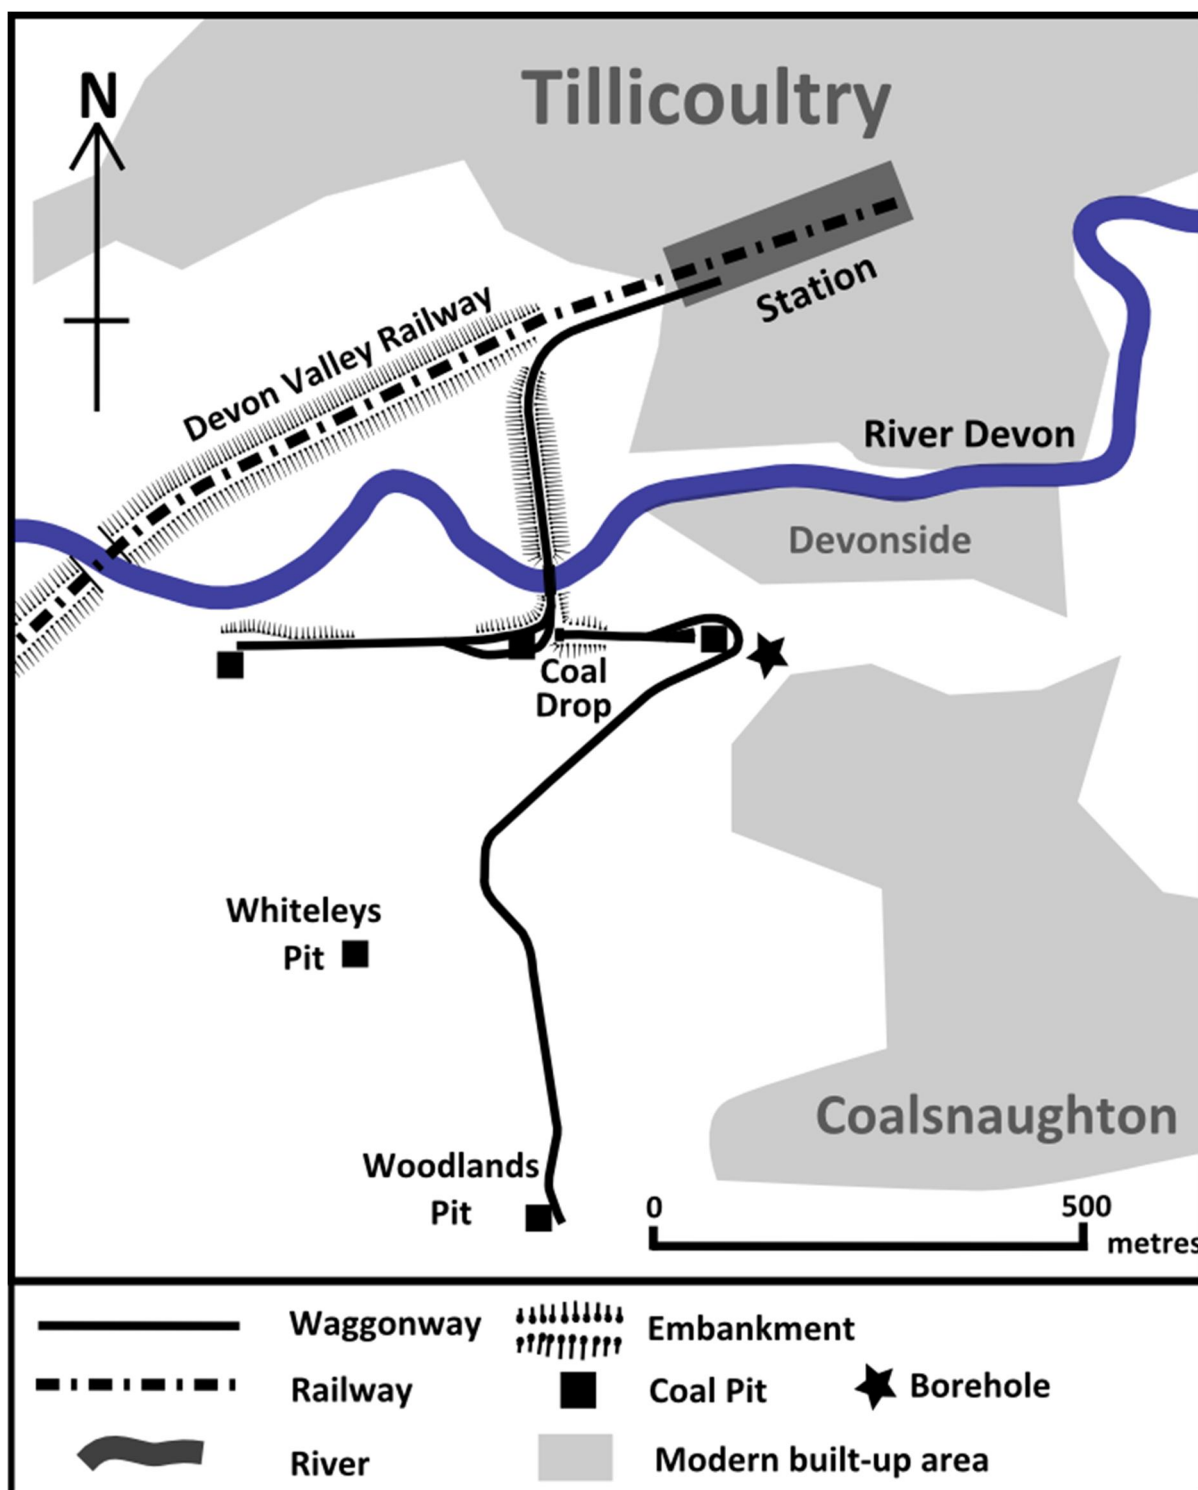 Tillicoultry
N
Station
Devon Valley Railway
River Devon
Devonside
Coal
Drop
Whiteleys
Pit
Woodlands
Pit
Coalsnaughton
0 500
metres
Waggonway
Embankment
Railway
Coal Pit
Borehole
River
Modern built-up area